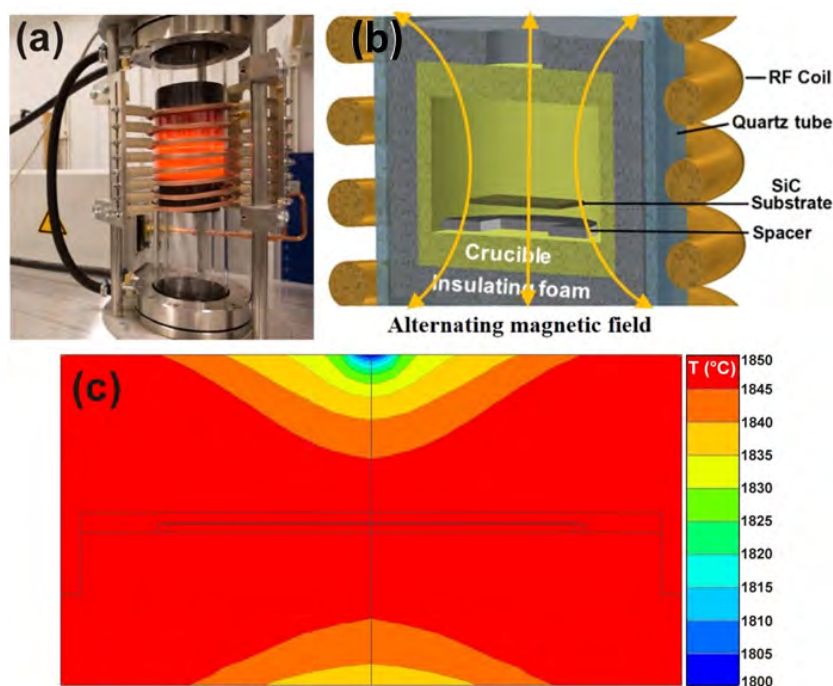 (a)
(b)
RF Coil
Quartz tube
SiC
Substrate
Spacer
Crucible
Insulating foam
Alternating magnetic field
(c)
T (°C)
1850
1845
1840
1835
1830
1825
1820
1815
1810
1805
1800